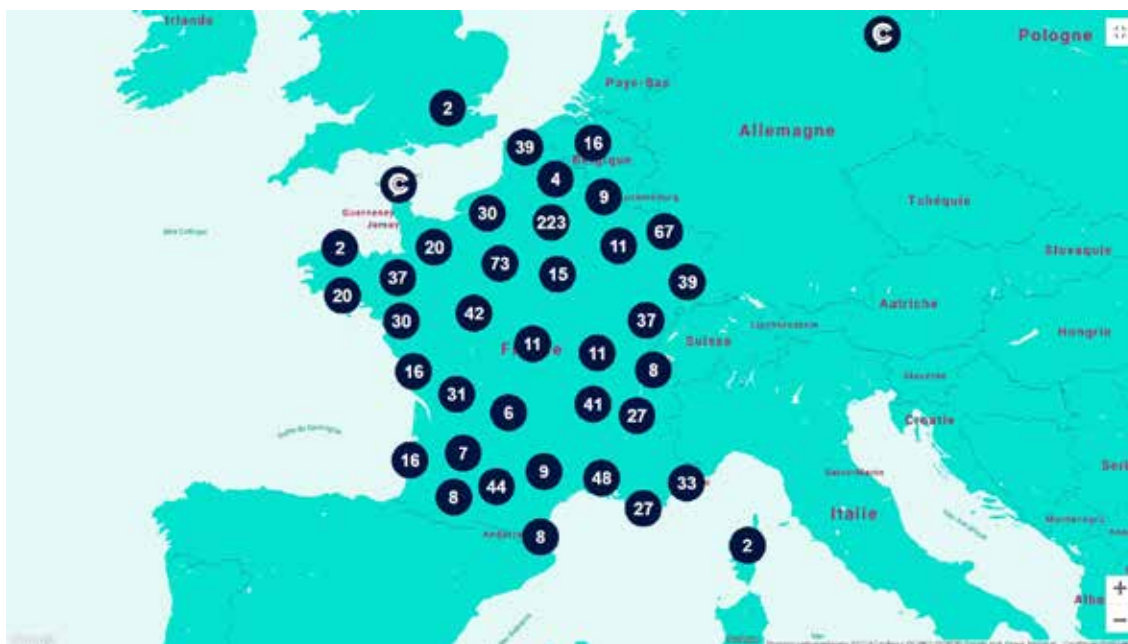 Irlande
Pologne
Pays-Bas
2
Allemagne
39
16
Belgique
4
9
Luxembourg
Tchéquie
Guernesey
Jersey
30
223
67
2
20
11
Slovaquie
37
73
15
39
20
Autriche
42
30
37
Liechtenstein
Hongrie
Suisse
11
France
11
16
8
31
41
27
6
Croatie
7
16
9
48
Saint-Marin
44
33
8
27
Italie
8
2
+
−